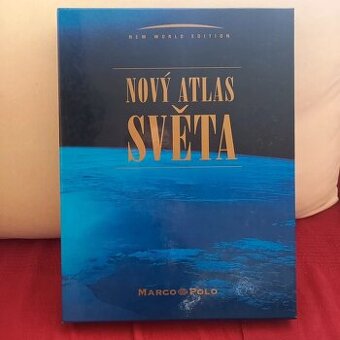 NEW WORLD EDITION
NOVÝ ATLAS
SVĚTA
MARCO POLO